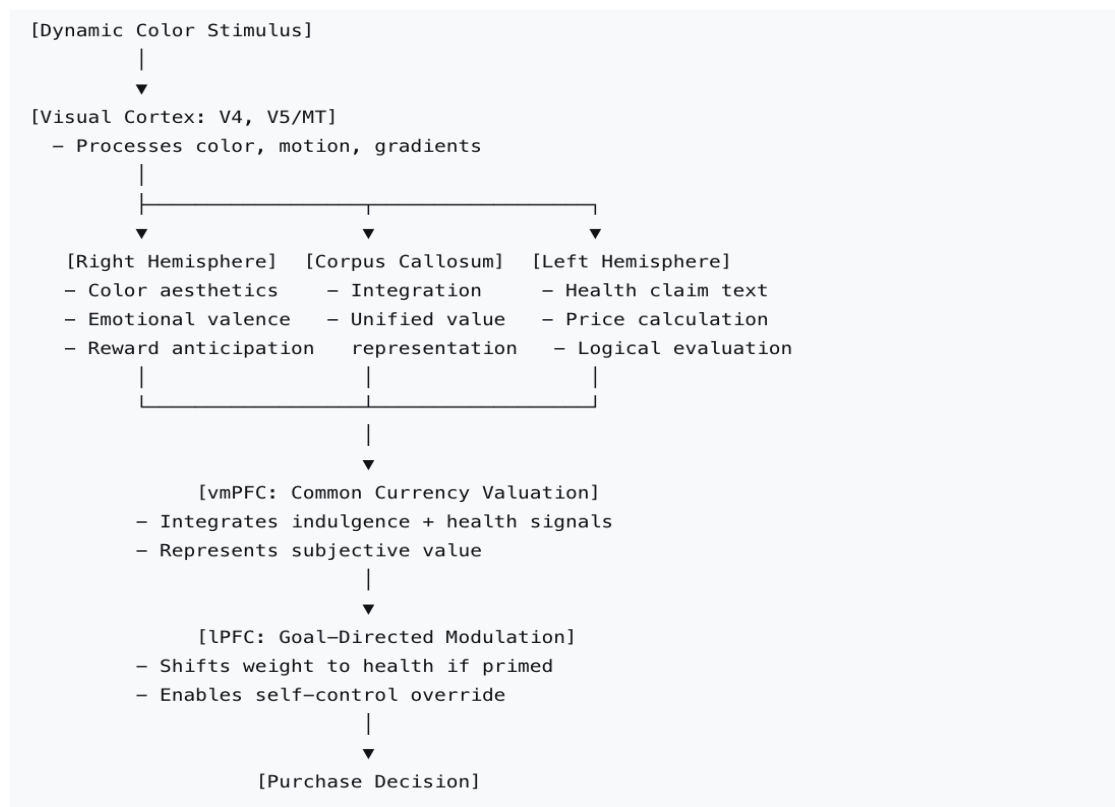 [Dynamic Color Stimulus]
[Visual Cortex: V4, V5/MT]
– Processes color, motion, gradients
[Right Hemisphere] [Corpus Callosum] [Left Hemisphere]
– Color aesthetics – Integration – Health claim text
– Emotional valence – Unified value – Price calculation
– Reward anticipation representation – Logical evaluation
[vmPFC: Common Currency Valuation]
– Integrates indulgence + health signals
– Represents subjective value
[lPFC: Goal–Directed Modulation]
– Shifts weight to health if primed
– Enables self–control override
[Purchase Decision]